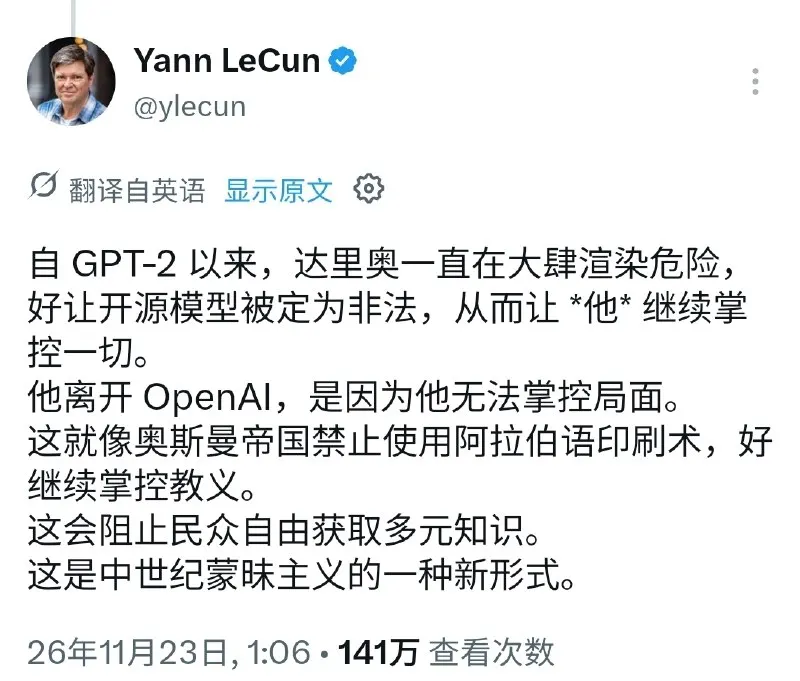 Yann LeCun
@ylecun
翻译自英语 显示原文
自 GPT-2 以来，达里奥一直在大肆渲染危险，
好让开源模型被定为非法，从而让 *他* 继续掌
控一切。
他离开 OpenAI，是因为他无法掌控局面。
这就像奥斯曼帝国禁止使用阿拉伯语印刷术，好
继续掌控教义。
这会阻止民众自由获取多元知识。
这是中世纪蒙昧主义的一种新形式。
26年11月23日, 1:06 · 141万 查看次数